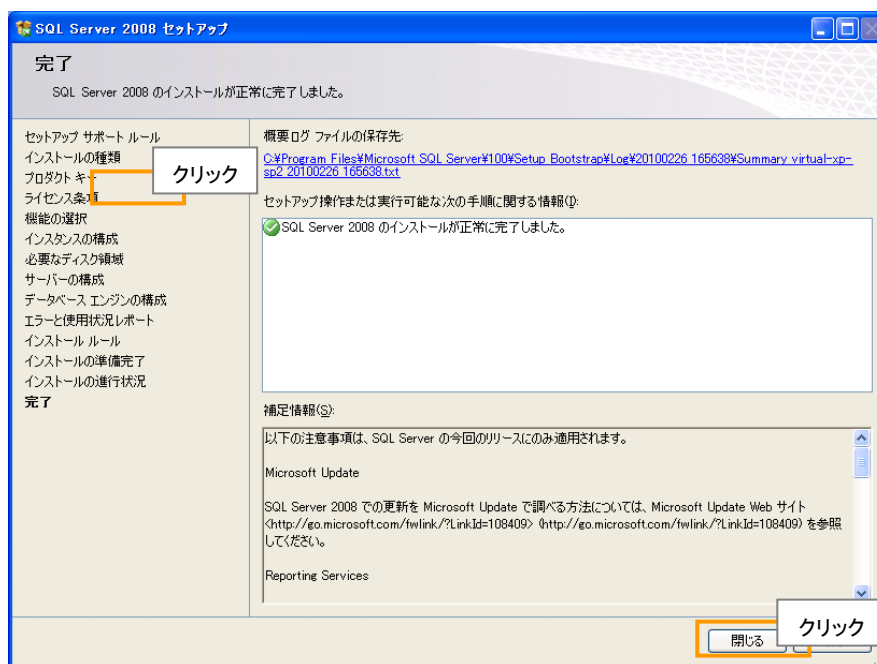 SQL Server 2008 セットアップ
完了
SQL Server 2008 のインストールが正常に完了しました。
セットアップ サポート ルール
インストールの種類
プロダクト キー
ライセンス条項
機能の選択
インスタンスの構成
必要なディスク領域
サーバーの構成
データベース エンジンの構成
エラーと使用状況レポート
インストール ルール
インストールの準備完了
インストールの進行状況
完了
クリック
概要ログ ファイルの保存先:
C:¥Program Files¥Microsoft SQL Server¥100¥Setup Bootstrap¥Log¥20100226_165638¥Summary_virtual-xp-
sp2_20100226_165638.txt
セットアップ操作または実行可能な次の手順に関する情報(I):
SQL Server 2008 のインストールが正常に完了しました。
補足情報(S):
以下の注意事項は、SQL Server の今回のリリースにのみ適用されます。
Microsoft Update
SQL Server 2008 での更新を Microsoft Update で調べる方法については、Microsoft Update Web サイト
<http://go.microsoft.com/fwlink/?LinkId=108409> (http://go.microsoft.com/fwlink/?LinkId=108409) を参照
してください。
Reporting Services
閉じる
クリック